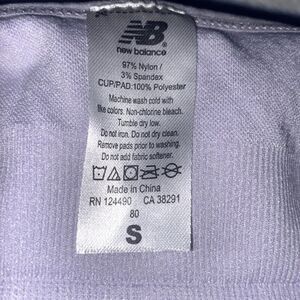 NB
new balance
97% Nylon /
3% Spandex
CUP/PAD:100% Polyester
Machine wash cold with
like colors. Non-chlorine bleach.
Tumble dry low.
Do not iron. Do not dry clean.
Remove pads prior to washing.
Do not add fabric softener.
Made in China
RN 124490 CA 38291
80
S